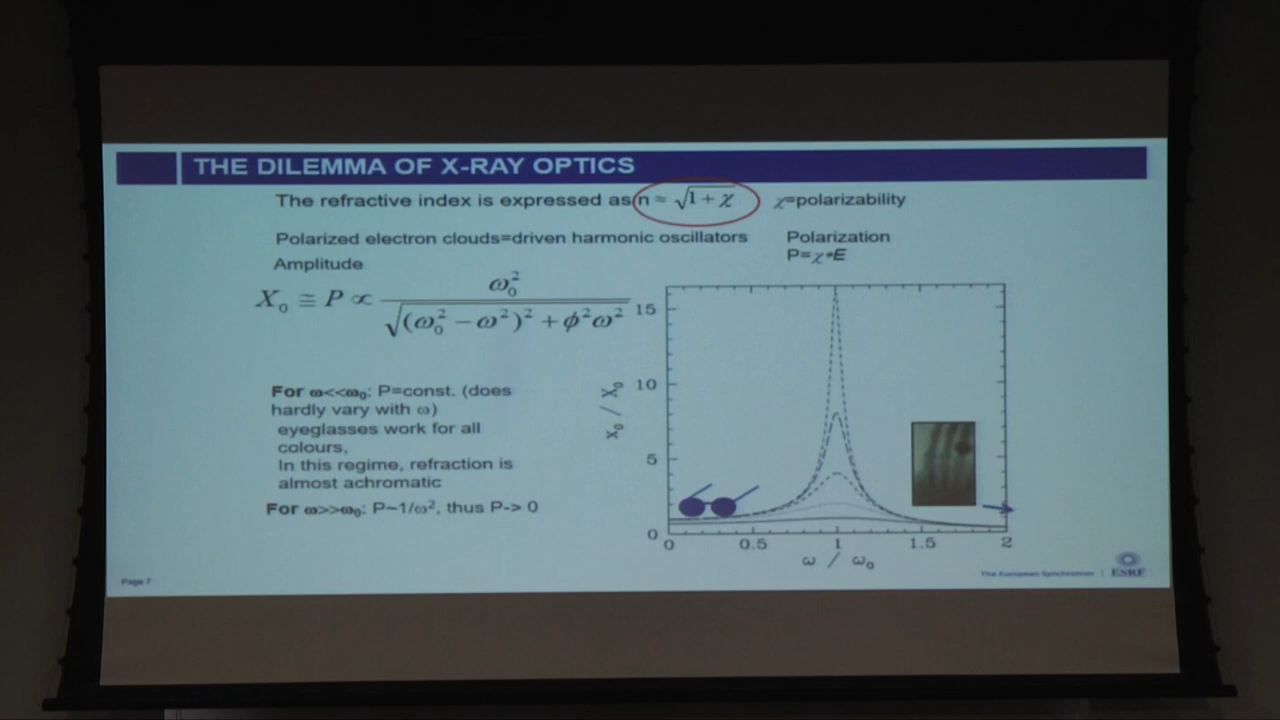 THE DILEMMA OF X-RAY OPTICS
The refractive index is expressed as n ≈ √1 + χ χ=polarizability
Polarized electron clouds=driven harmonic oscillators Polarization
P=χ*E
Amplitude
X₀ ≅ P ∝ ω₀² / √(ω₀² − ω²)² + ϕ²ω²
For ω<<ω₀: P=const. (does
hardly vary with ω)
eyeglasses work for all
colours,
In this regime, refraction is
almost achromatic
For ω>>ω₀: P~1/ω², thus P-> 0
15
10
5
0
x₀ / X₀
0 0.5 1 1.5 2
ω / ω₀
Page 7
The European Synchrotron | ESRF